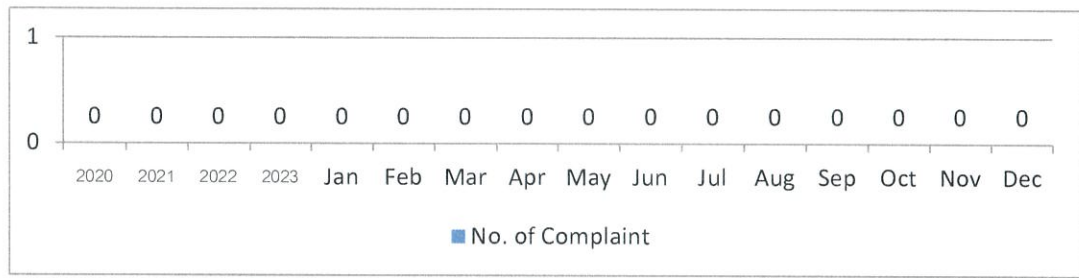 1
0 0 0 0 0 0 0 0 0 0 0 0 0 0 0 0
0
2020 2021 2022 2023 Jan Feb Mar Apr May Jun Jul Aug Sep Oct Nov Dec
No. of Complaint